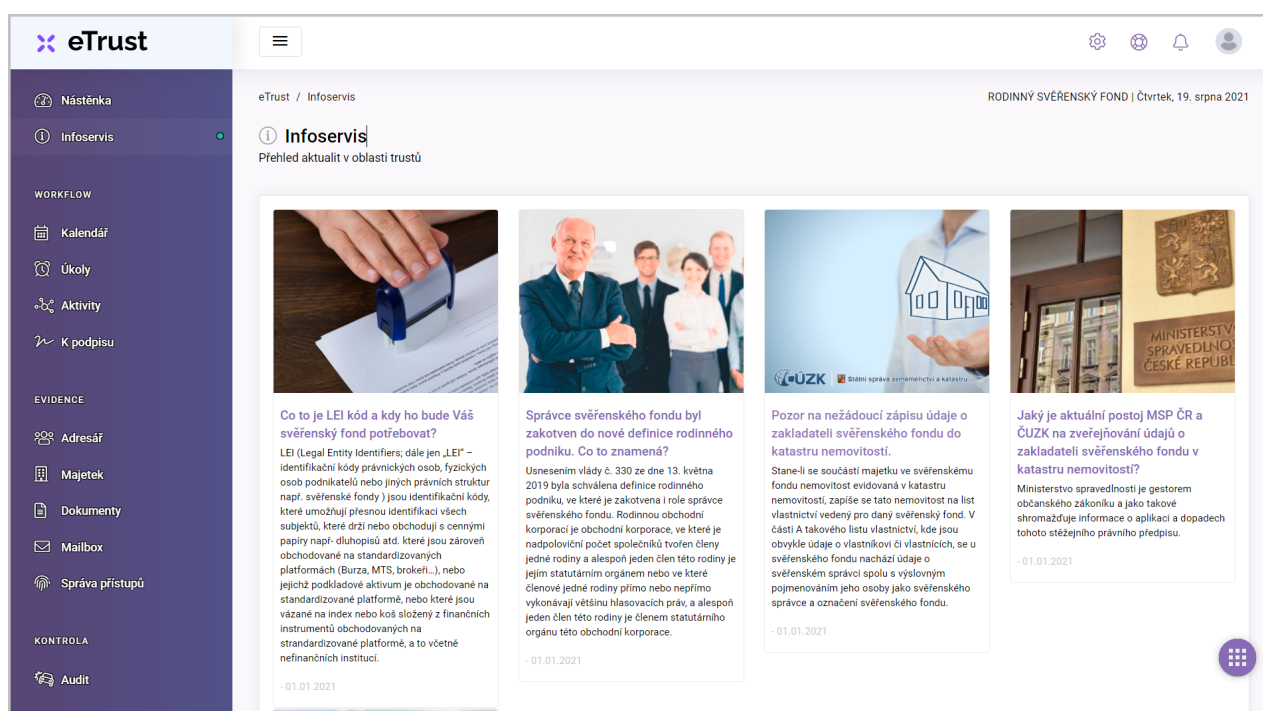 eTrust
Nástěnka
Infoservis
WORKFLOW
Kalendář
Úkoly
Aktivity
K podpisu
EVIDENCE
Adresář
Majetek
Dokumenty
Mailbox
Správa přístupů
KONTROLA
Audit
eTrust / Infoservis
RODINNÝ SVĚŘENSKÝ FOND | Čtvrtek, 19. srpna 2021
Infoservis
Přehled aktualit v oblasti trustů
Co to je LEI kód a kdy ho bude Váš
svěřenský fond potřebovat?
LEI (Legal Entity Identifiers; dále jen „LEI" –
identifikační kódy právnických osob, fyzických
osob podnikatelů nebo jiných právních struktur
např. svěřenské fondy ) jsou identifikační kódy,
které umožňují přesnou identifikaci všech
subjektů, které drží nebo obchodují s cennými
papíry např- dluhopisů atd. které jsou zároveň
obchodované na standardizovaných
platformách (Burza, MTS, brokeři…), nebo
jejichž podkladové aktivum je obchodované na
standardizované platformě, nebo které jsou
vázané na index nebo koš složený z finančních
instrumentů obchodovaných na
strandardizované platformě, a to včetně
nefinančních institucí.
- 01.01.2021
Správce svěřenského fondu byl
zakotven do nové definice rodinného
podniku. Co to znamená?
Usnesením vlády č. 330 ze dne 13. května
2019 byla schválena definice rodinného
podniku, ve které je zakotvena i role správce
svěřenského fondu. Rodinnou obchodní
korporací je obchodní korporace, ve které je
nadpoloviční počet společníků tvořen členy
jedné rodiny a alespoň jeden člen této rodiny je
jejím statutárním orgánem nebo ve které
členové jedné rodiny přímo nebo nepřímo
vykonávají většinu hlasovacích práv, a alespoň
jeden člen této rodiny je členem statutárního
orgánu této obchodní korporace.
- 01.01.2021
ČÚZK Státní správa zeměměřictví a katastru
Pozor na nežádoucí zápisu údaje o
zakladateli svěřenského fondu do
katastru nemovitostí.
Stane-li se součástí majetku ve svěřenskému
fondu nemovitost evidovaná v katastru
nemovitostí, zapíše se tato nemovitost na list
vlastnictví vedený pro daný svěřenský fond. V
části A takového listu vlastnictví, kde jsou
obvykle údaje o vlastníkovi či vlastnících, se u
svěřenského fondu nachází údaje o
svěřenském správci spolu s výslovným
pojmenováním jeho osoby jako svěřenského
správce a označení svěřenského fondu.
- 01.01.2021
MINISTERSTV
SPRAVEDLNO
ČESKÉ REPUBL
Jaký je aktuální postoj MSP ČR a
ČUZK na zveřejňování údajů o
zakladateli svěřenského fondu v
katastru nemovitostí?
Ministerstvo spravedlnosti je gestorem
občanského zákoníku a jako takové
shromažďuje informace o aplikaci a dopadech
tohoto stěžejního právního předpisu.
- 01.01.2021